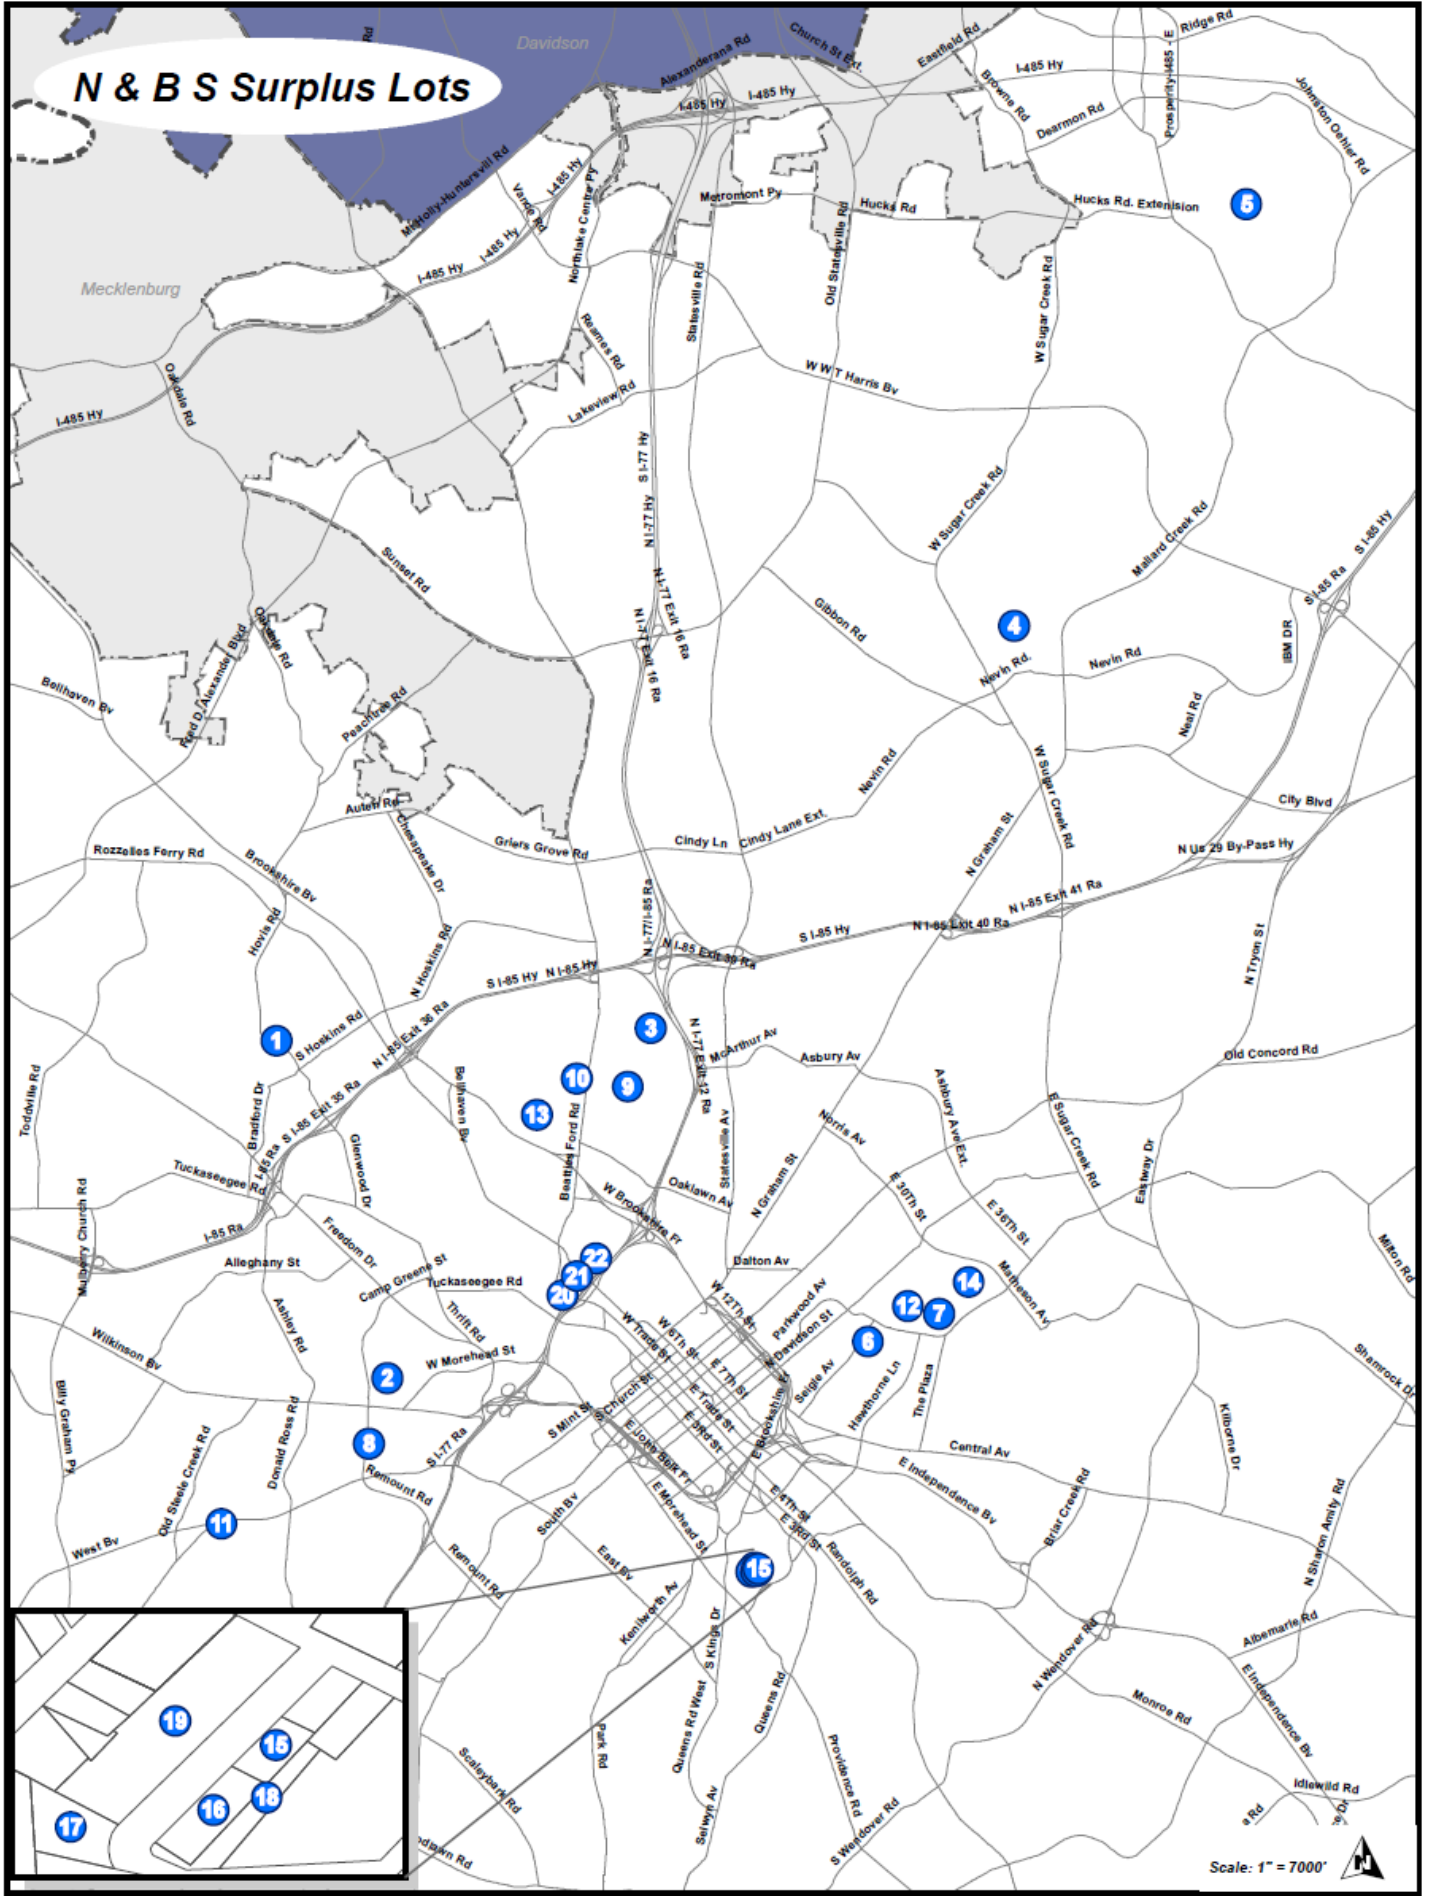 Davidson
N & B S Surplus Lots
Rd
Alexanderana Rd
Church St Ext.
Eastfield Rd
Ridge Rd
I-485 Hy
Prosperity-I485 - E
I-485 Hy
I-485 Hy
Browne Rd
Dearmon Rd
Johnston Oehler Rd
Mt Holly-Huntersvill Rd
Vance Rd
I-485 Hy
Northlake Centre Py
Metromont Py
Hucks Rd
Hucks Rd. Extenision
5
Old Statesville Rd
I-485 Hy
I-485 Hy
Mecklenburg
Statesville Rd
W Sugar Creek Rd
Reames Rd
Lakeview Rd
W W T Harris Bv
Oakdale Rd
I-485 Hy
S I-77 Hy
N I-77 Hy
W Sugar Creek Rd
Mallard Creek Rd
S I-85 Hy
S I-85 Ra
Sunset Rd
N I-77 Exit 16 Ra
N I-77 Exit 16 Ra
Gibbon Rd
4
IBM DR
Oakdale Rd
Fred D. Alexander Blvd
Nevin Rd.
Nevin Rd
Bellhaven Bv
Peachtree Rd
Neal Rd
Nevin Rd
W Sugar Creek Rd
City Blvd
Auten Rd
Chesapeake Dr
Griers Grove Rd
Cindy Ln
Cindy Lane Ext.
N Graham St
N Us 29 By-Pass Hy
Rozzelles Ferry Rd
Brookshire Bv
Hovis Rd
N Hoskins Rd
N I-77/I-85 Ra
N I-85 Exit 39 Ra
S I-85 Hy
N I-85 Exit 40 Ra
N I-85 Exit 41 Ra
N Tryon St
S I-85 Hy
N I-85 Hy
1
S Hoskins Rd
N I-85 Exit 36 Ra
3
N I-77 Exit 12 Ra
McArthur Av
Asbury Av
Old Concord Rd
Toddville Rd
Bradford Dr
S I-85 Exit 35 Ra
Bellhaven Bv
10
9
13
Beatties Ford Rd
Statesville Av
Ashbury Ave Ext.
Norris Av
E Sugar Creek Rd
Eastway Dr
Tuckaseegee Rd
I-85 Ra
Glenwood Dr
Oaklawn Av
N Graham St
E 30Th St
Mulberry Church Rd
I-85 Ra
Freedom Dr
W Brookshire Fr
E 36Th St
Milton Rd
Alleghany St
Camp Greene St
Tuckaseegee Rd
22
21
20
Dalton Av
Matheson Av
14
12
7
6
Ashley Rd
Thrift Rd
W 12Th St
Parkwood Av
N Davidson St
Wilkinson Bv
W Morehead St
W Trade St
W 6Th St
E 7Th St
Seigle Av
Hawthorne Ln
The Plaza
Shamrock Dr
2
S Church St
E Trade St
Billy Graham Py
Old Steele Creek Rd
Donald Ross Rd
8
S I-77 Ra
S Mint St
E 3Rd St
E John Belk Fr
E Brookshire Fr
Central Av
Kilborne Dr
Remount Rd
E Independence Bv
11
West Bv
South Bv
E Morehead St
E 4Th St
E 3Rd St
Briar Creek Rd
N Sharon Amity Rd
Remount Rd
East Bv
15
Randolph Rd
Kenilworth Av
S Kings Dr
N Wendover Rd
Albemarle Rd
19
15
16
18
17
Park Rd
Queens Rd West
Queens Rd
Providence Rd
Monroe Rd
E Independence Bv
Scaleybark Rd
Selwyn Av
S Wendover Rd
Idlewild Rd
a Rd
e Dr
odlawn Rd
Scale: 1" = 7000'
N